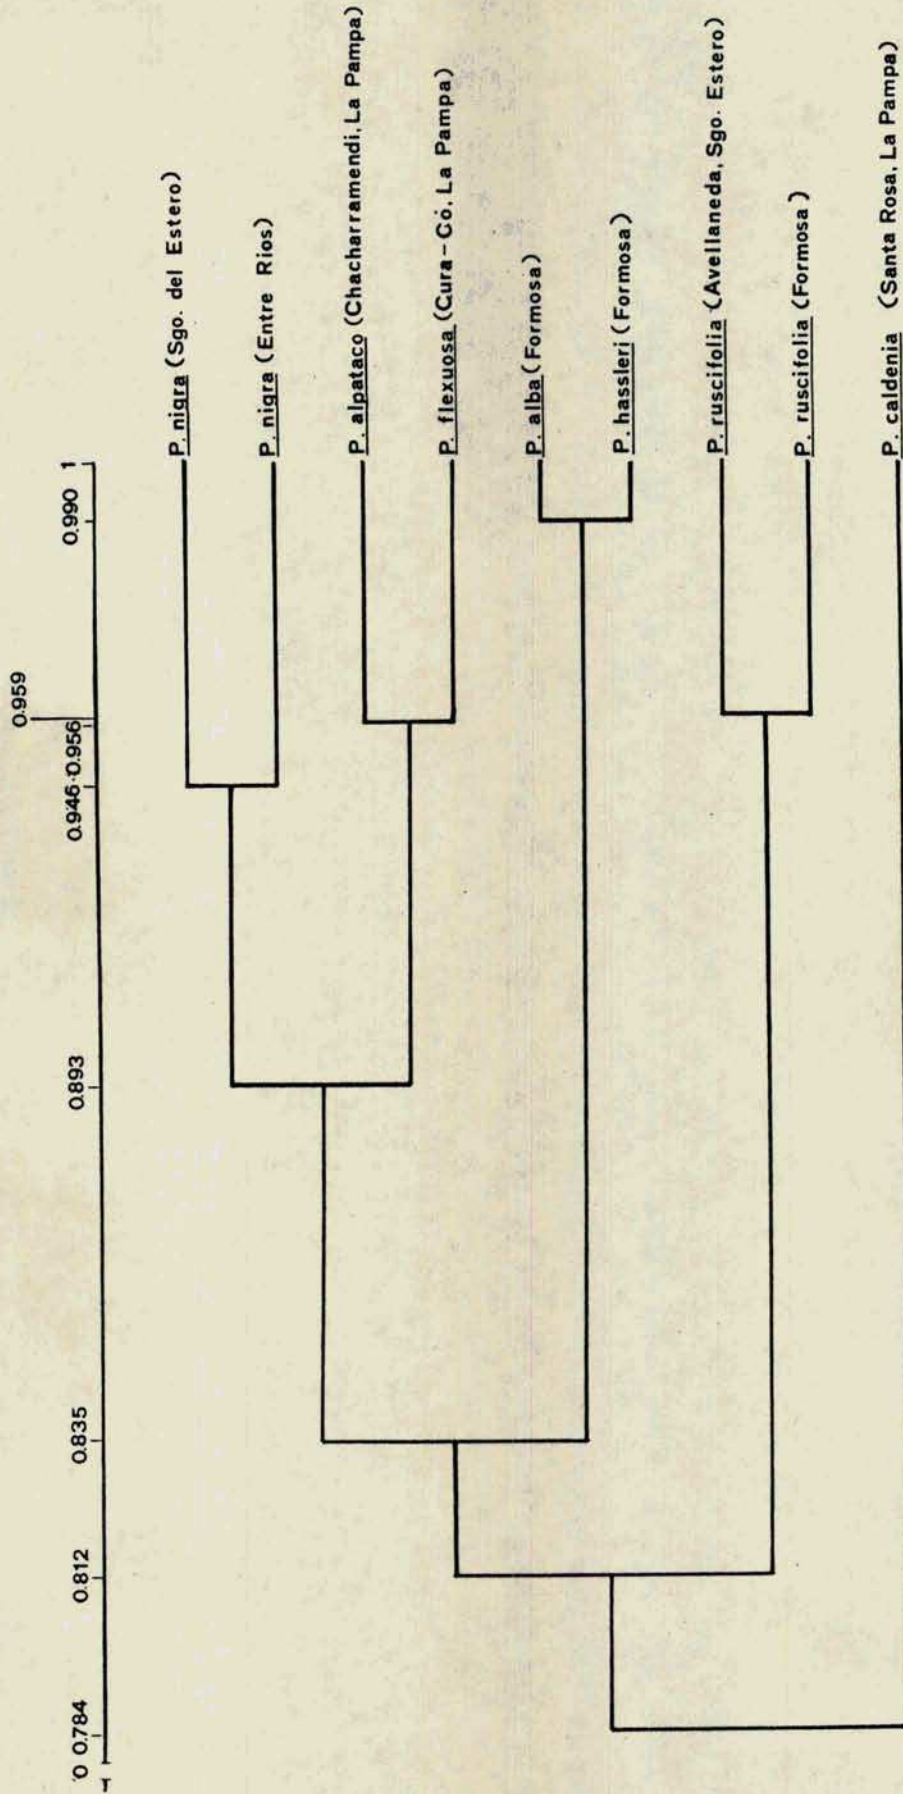 0.959
1
0.990
0.956
0.946
0.893
0.835
0.812
0.784
0
P. nigra (Sgo. del Estero)
P. nigra (Entre Rios)
P. alpataco (Chacharramendi, La Pampa)
P. flexuosa (Cura-Có, La Pampa)
P. alba (Formosa)
P. hassleri (Formosa)
P. ruscifolia (Avellaneda, Sgo. Estero)
P. ruscifolia (Formosa)
P. caldenia (Santa Rosa, La Pampa)